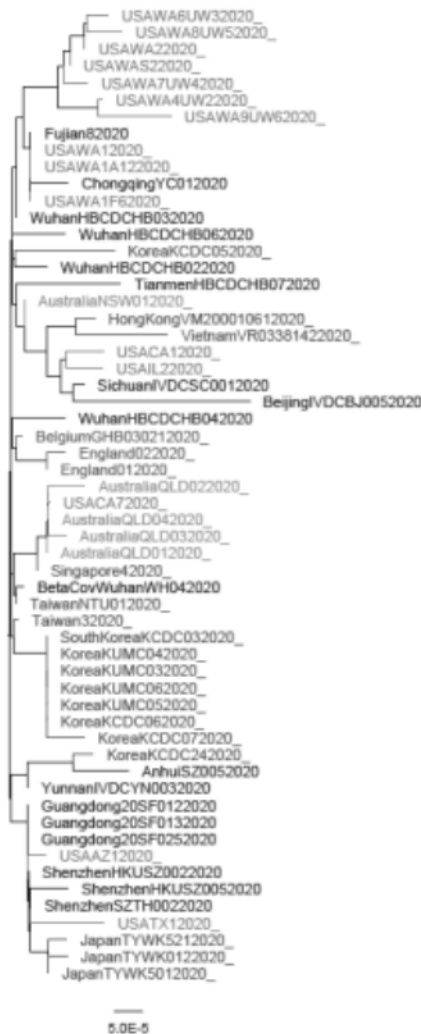 USAWA6UW32020_
USAWA8UW52020_
USAWA22020_
USAWAS22020_
USAWA7UW42020_
USAWA4UW22020_
USAWA9UW62020_
Fujian82020
USAWA12020_
USAWA1A122020_
ChongqingYC012020
USAWA1F62020_
WuhanHBCDCHB032020
WuhanHBCDCHB062020
KoreaKCDC052020_
WuhanHBCDCHB022020
TianmenHBCDCHB072020
AustraliaNSW012020_
HongKongVM200010612020_
VietnamVR03381422020_
USACA12020_
USAIL22020_
SichuanIVDCSC0012020
BeijingIVDCBJ0052020
WuhanHBCDCHB042020
BelgiumGHB030212020_
England022020_
England012020_
AustraliaQLD022020_
USACA72020_
AustraliaQLD042020_
AustraliaQLD032020_
AustraliaQLD012020_
Singapore42020_
BetaCovWuhanWH042020
TaiwanNTU012020_
Taiwan32020_
SouthKoreaKCDC032020_
KoreaKUMC042020_
KoreaKUMC032020_
KoreaKUMC062020_
KoreaKUMC052020_
KoreaKCDC062020_
KoreaKCDC072020_
KoreaKCDC242020_
AnhuiSZ0052020
YunnanIVDCYN0032020
Guangdong20SF0122020
Guangdong20SF0132020
Guangdong20SF0252020
USAAZ12020_
ShenzhenHKUSZ0022020
ShenzhenHKUSZ0052020
ShenzhenSZTH0022020
USATX12020_
JapanTYWK5212020_
JapanTYWK0122020_
JapanTYWK5012020_
5.0E-5